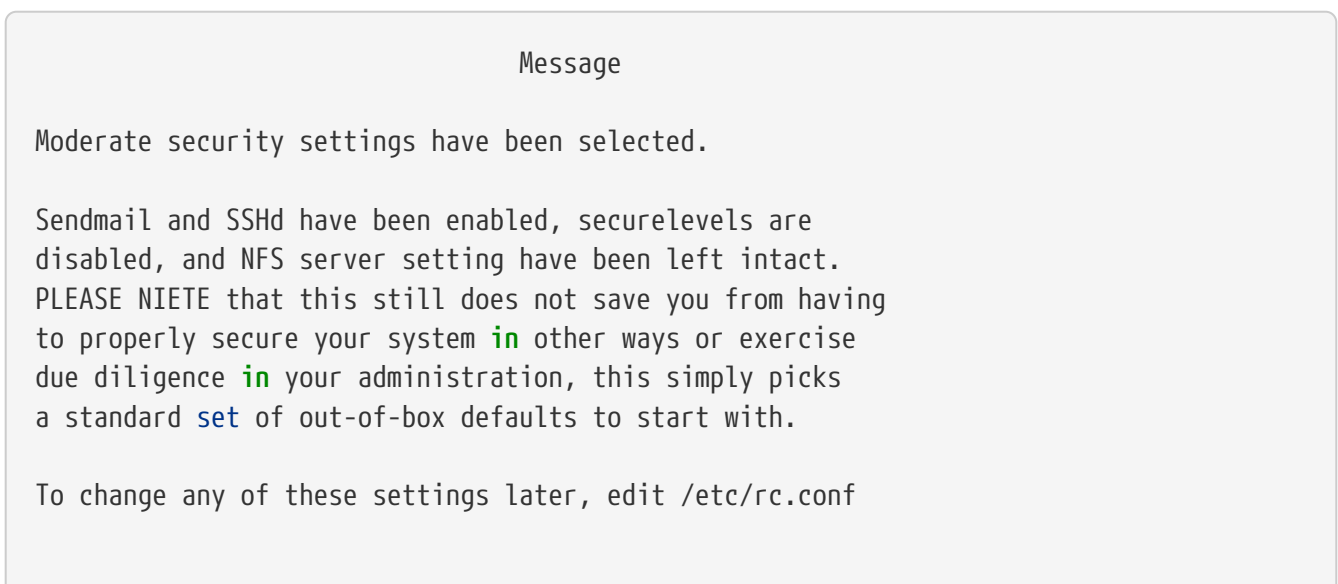 Message
Moderate security settings have been selected.
Sendmail and SSHd have been enabled, securelevels are
disabled, and NFS server setting have been left intact.
PLEASE NIETE that this still does not save you from having
to properly secure your system in other ways or exercise
due diligence in your administration, this simply picks
a standard set of out-of-box defaults to start with.
To change any of these settings later, edit /etc/rc.conf